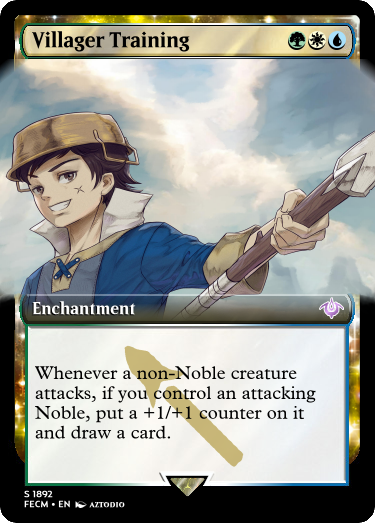 Villager Training
Enchantment
Whenever a non-Noble creature
attacks, if you control an attacking
Noble, put a +1/+1 counter on it
and draw a card.
S 1892
FECM • EN AZTODIO